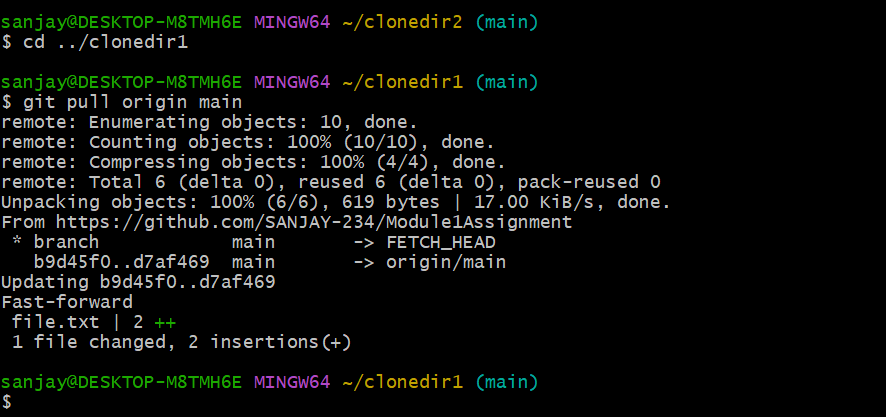 sanjay@DESKTOP-M8TMH6E MINGW64 ~/clonedir2 (main)
$ cd ../clonedir1
sanjay@DESKTOP-M8TMH6E MINGW64 ~/clonedir1 (main)
$ git pull origin main
remote: Enumerating objects: 10, done.
remote: Counting objects: 100% (10/10), done.
remote: Compressing objects: 100% (4/4), done.
remote: Total 6 (delta 0), reused 6 (delta 0), pack-reused 0
Unpacking objects: 100% (6/6), 619 bytes | 17.00 KiB/s, done.
From https://github.com/SANJAY-234/Module1Assignment
 * branch            main       -> FETCH_HEAD
   b9d45f0..d7af469  main       -> origin/main
Updating b9d45f0..d7af469
Fast-forward
 file.txt | 2 ++
 1 file changed, 2 insertions(+)
sanjay@DESKTOP-M8TMH6E MINGW64 ~/clonedir1 (main)
$